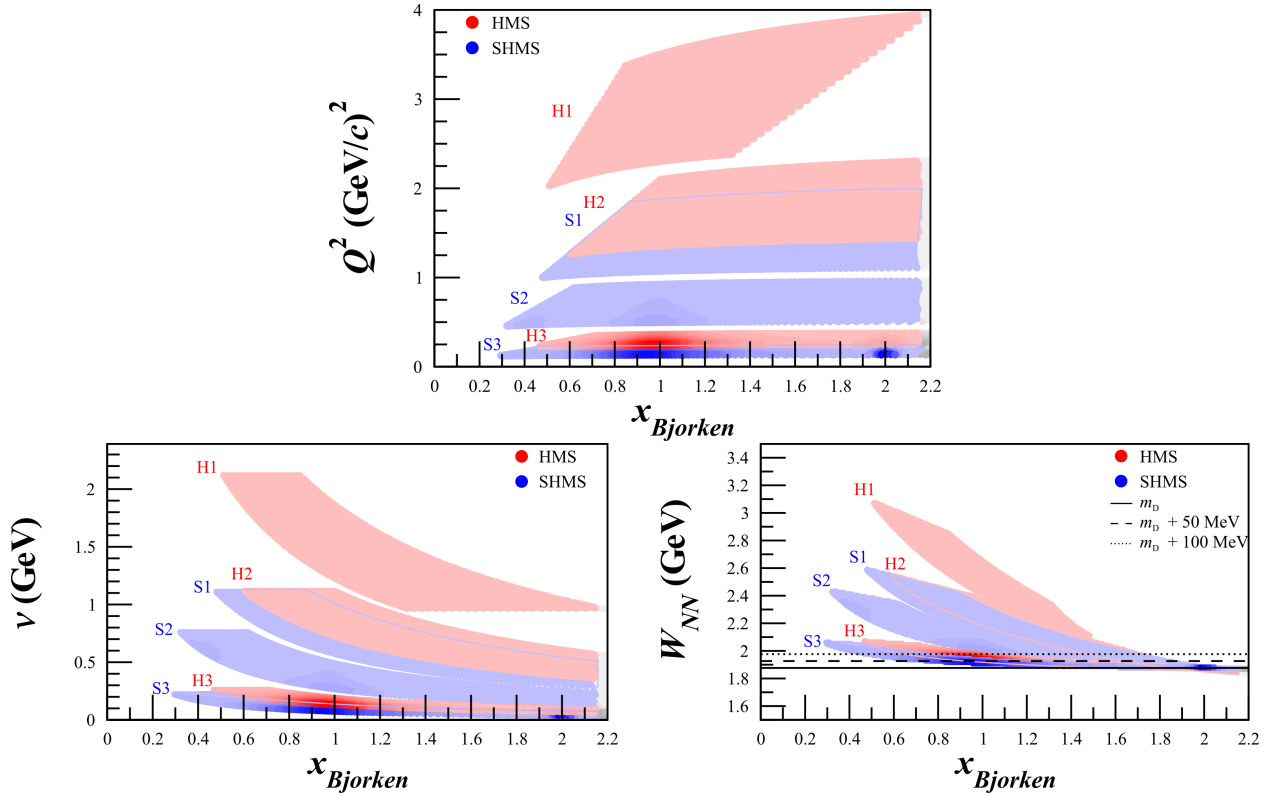 4
3
2
1
0
HMS
SHMS
H1
H2
S1
S2
H3
S3
Q² (GeV/c)²
0 0.2 0.4 0.6 0.8 1 1.2 1.4 1.6 1.8 2 2.2
x_Bjorken
2
1.5
1
0.5
0
HMS
SHMS
H1
H2
S1
S2
H3
S3
ν (GeV)
0 0.2 0.4 0.6 0.8 1 1.2 1.4 1.6 1.8 2 2.2
x_Bjorken
3.4
3.2
3
2.8
2.6
2.4
2.2
2
1.8
1.6
HMS
SHMS
m_D
m_D + 50 MeV
m_D + 100 MeV
H1
S1
H2
S2
H3
S3
W_NN (GeV)
0 0.2 0.4 0.6 0.8 1 1.2 1.4 1.6 1.8 2 2.2
x_Bjorken